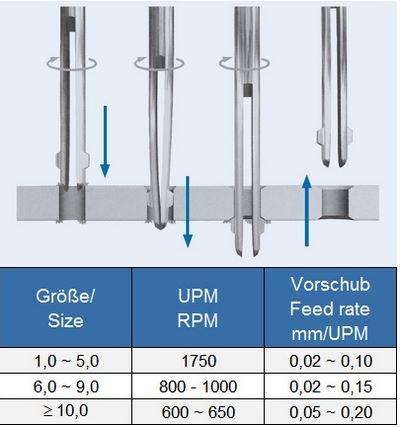 Größe/ UPM Vorschub
Size RPM Feed rate
mm/UPM
1,0 ~ 5,0 1750 0,02 ~ 0,10
6,0 ~ 9,0 800 - 1000 0,02 ~ 0,15
≥ 10,0 600 ~ 650 0,05 ~ 0,20